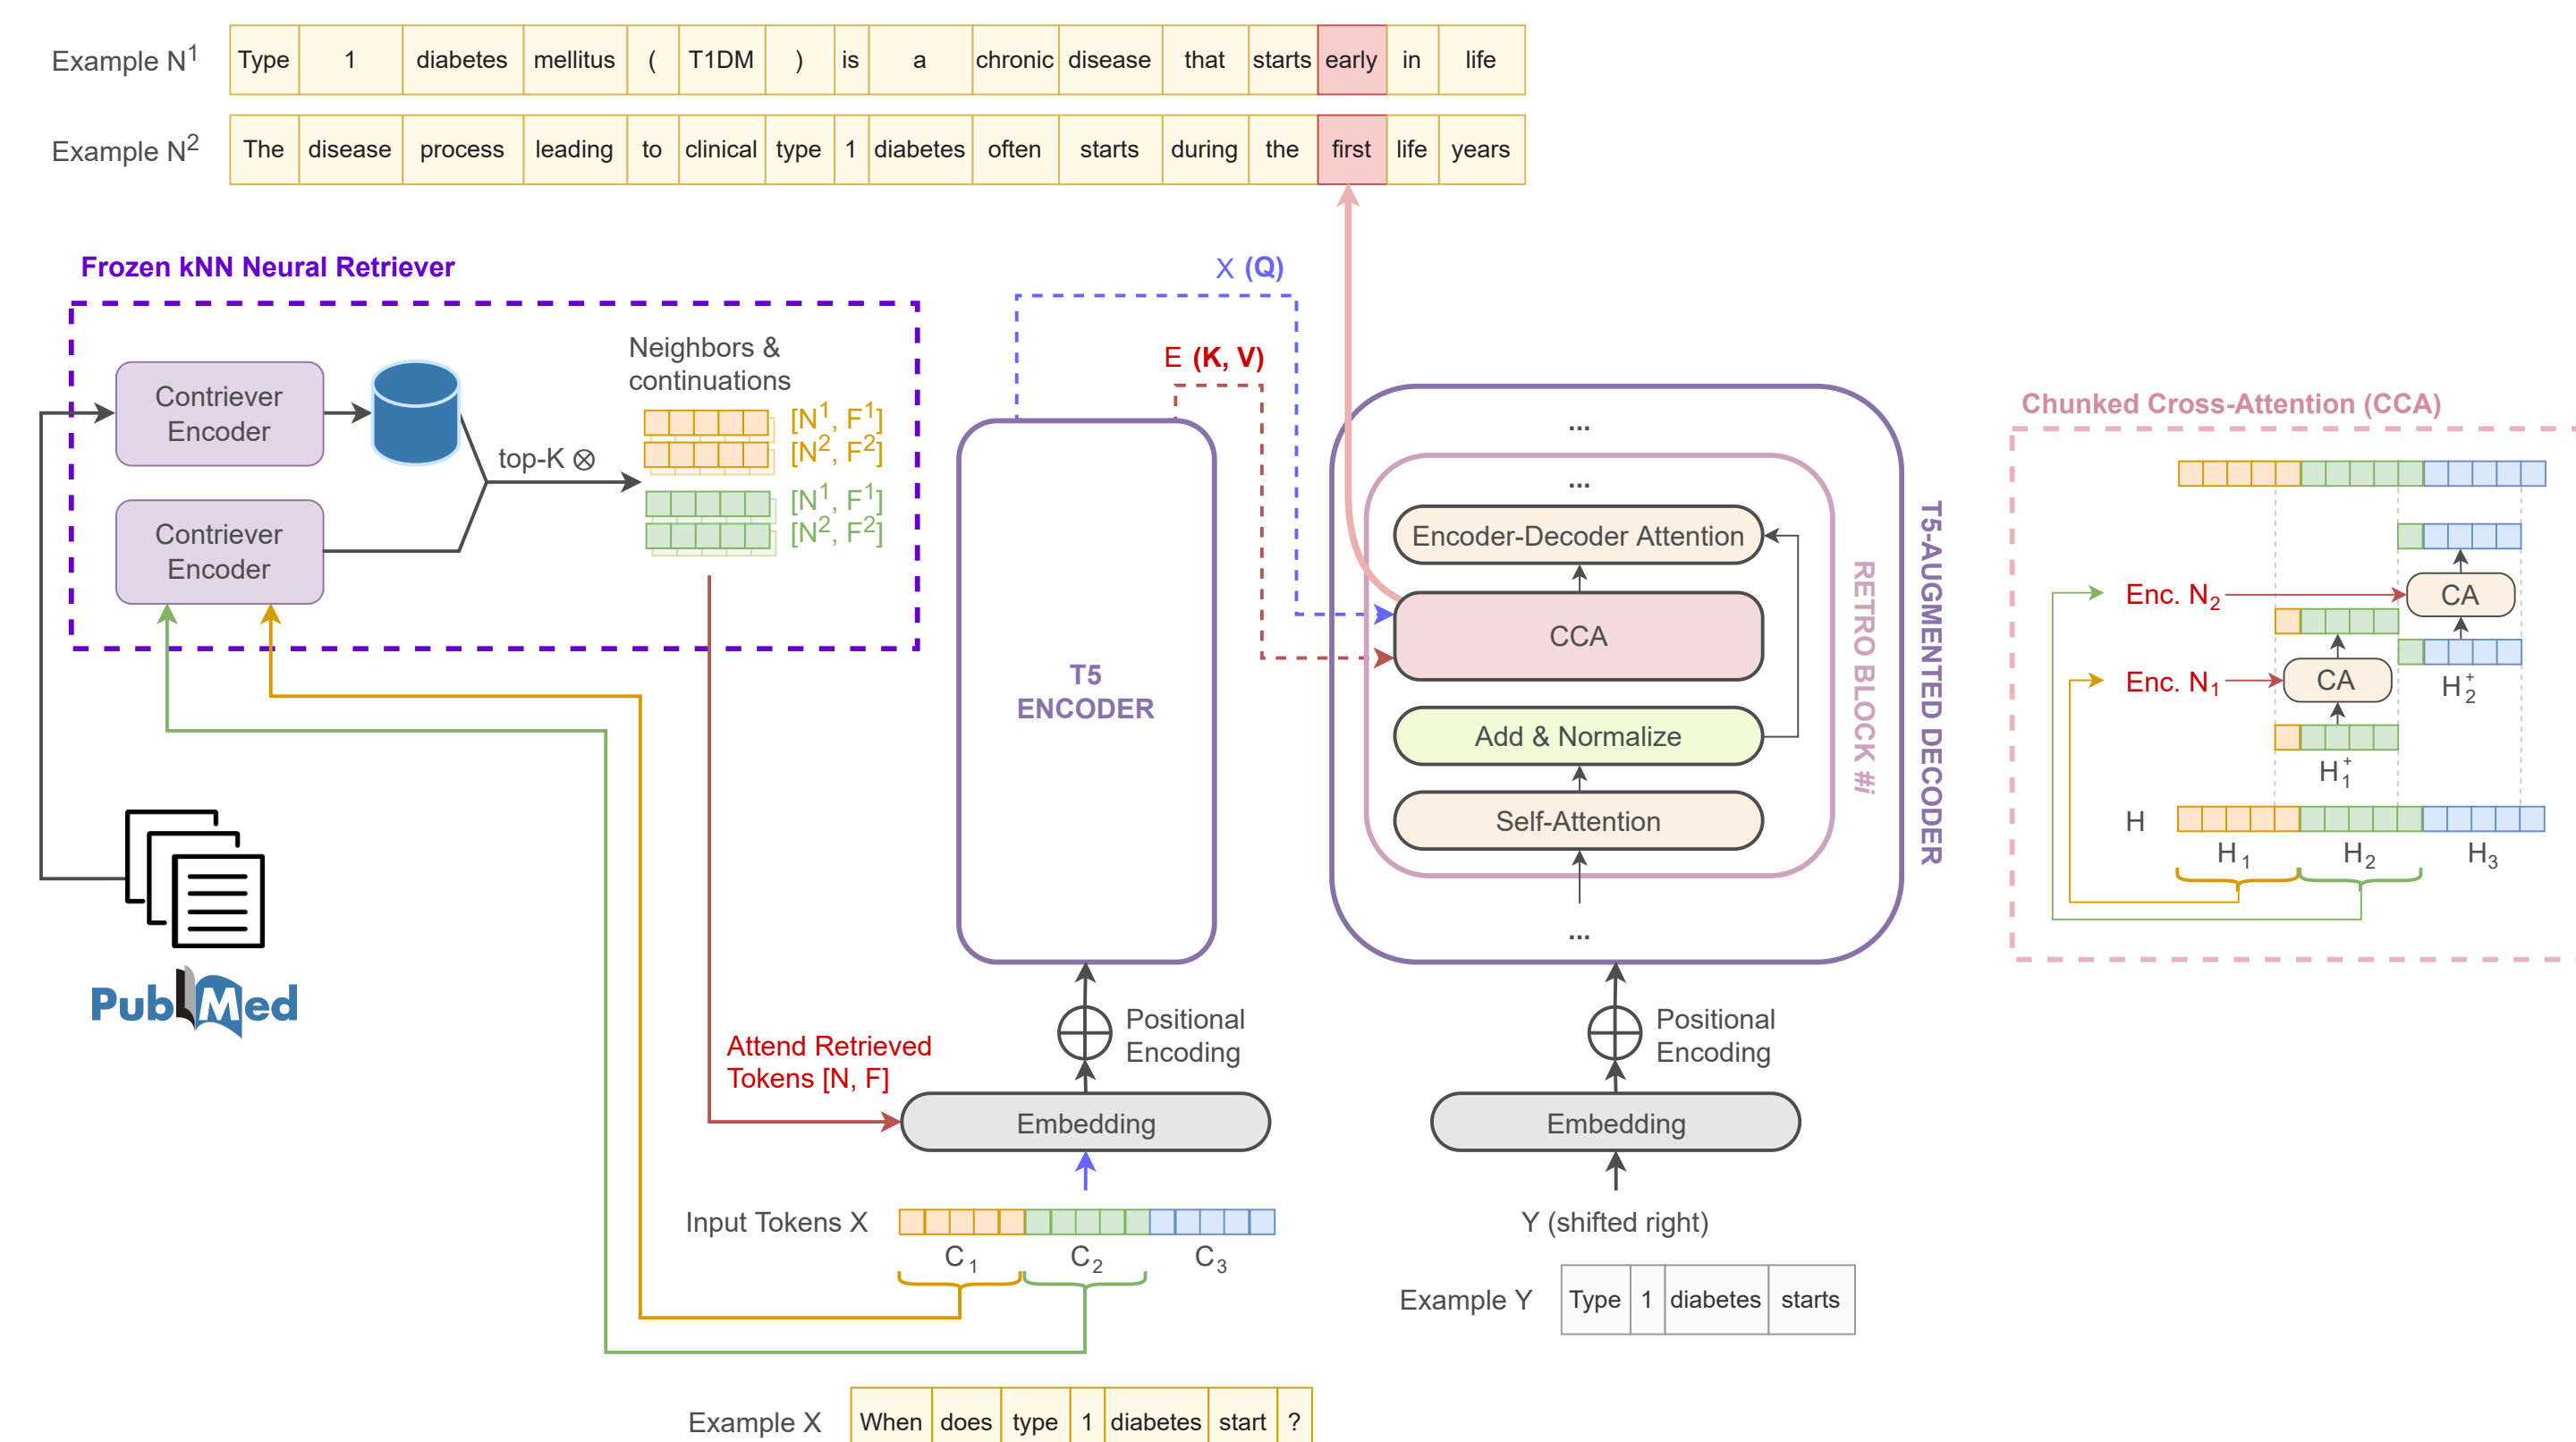 Example N1 Type 1 diabetes mellitus ( T1DM ) is a chronic disease that starts early in life
Example N2 The disease process leading to clinical type 1 diabetes often starts during the first life years
Frozen kNN Neural Retriever
Contriever
Encoder
Contriever
Encoder
top-K ⊗
Neighbors &
continuations
[N1, F1]
[N2, F2]
[N1, F1]
[N2, F2]
PubMed
Attend Retrieved
Tokens [N, F]
X (Q)
E (K, V)
T5
ENCODER
Positional
Encoding
Embedding
Input Tokens X
C1 C2 C3
Example X When does type 1 diabetes start ?
...
...
Encoder-Decoder Attention
CCA
Add & Normalize
Self-Attention
...
RETRO BLOCK #i
T5-AUGMENTED DECODER
Positional
Encoding
Embedding
Y (shifted right)
Example Y Type 1 diabetes starts
Chunked Cross-Attention (CCA)
Enc. N2
CA
Enc. N1
CA
H2+
H1+
H
H1 H2 H3